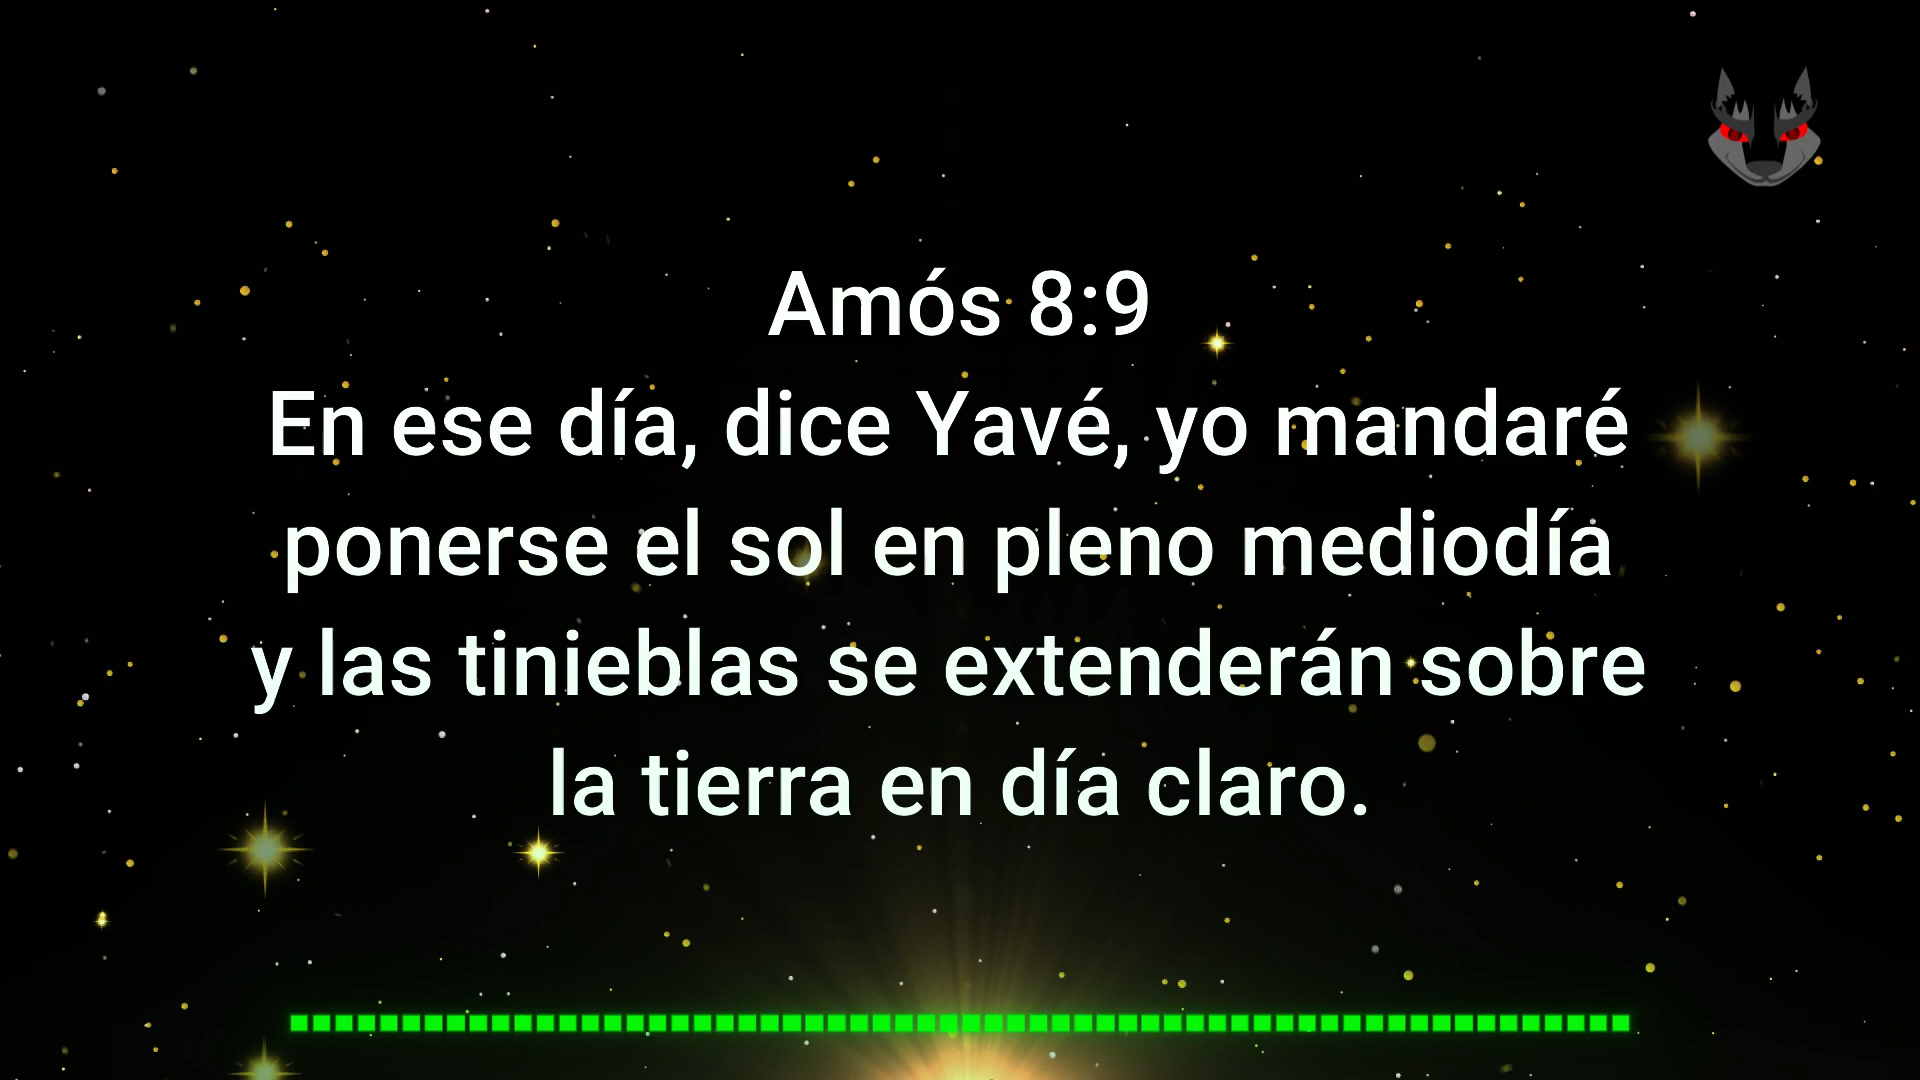 Amós 8:9
En ese día, dice Yavé, yo mandaré
ponerse el sol en pleno mediodía
y las tinieblas se extenderán sobre
la tierra en día claro.